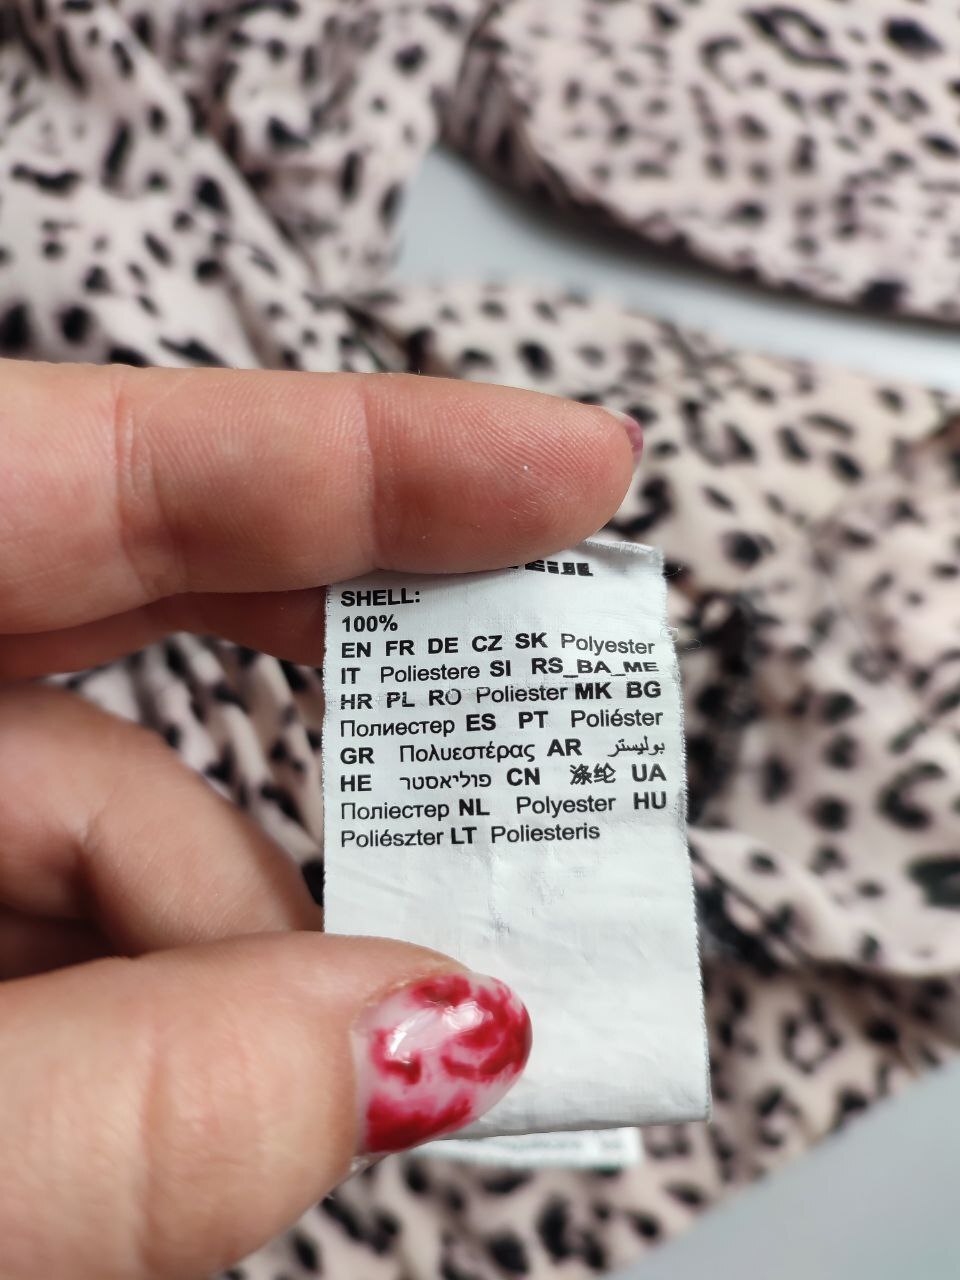 SHELL:
100%
EN FR DE CZ SK Polyester
IT Poliestere SI RS_BA_ME
HR PL RO Poliester MK BG
Полиестер ES PT Poliéster
GR Πολυεστέρας AR بوليستر
HE פוליאסטר CN 涤纶 UA
Поліестер NL Polyester HU
Poliészter LT Poliesteris